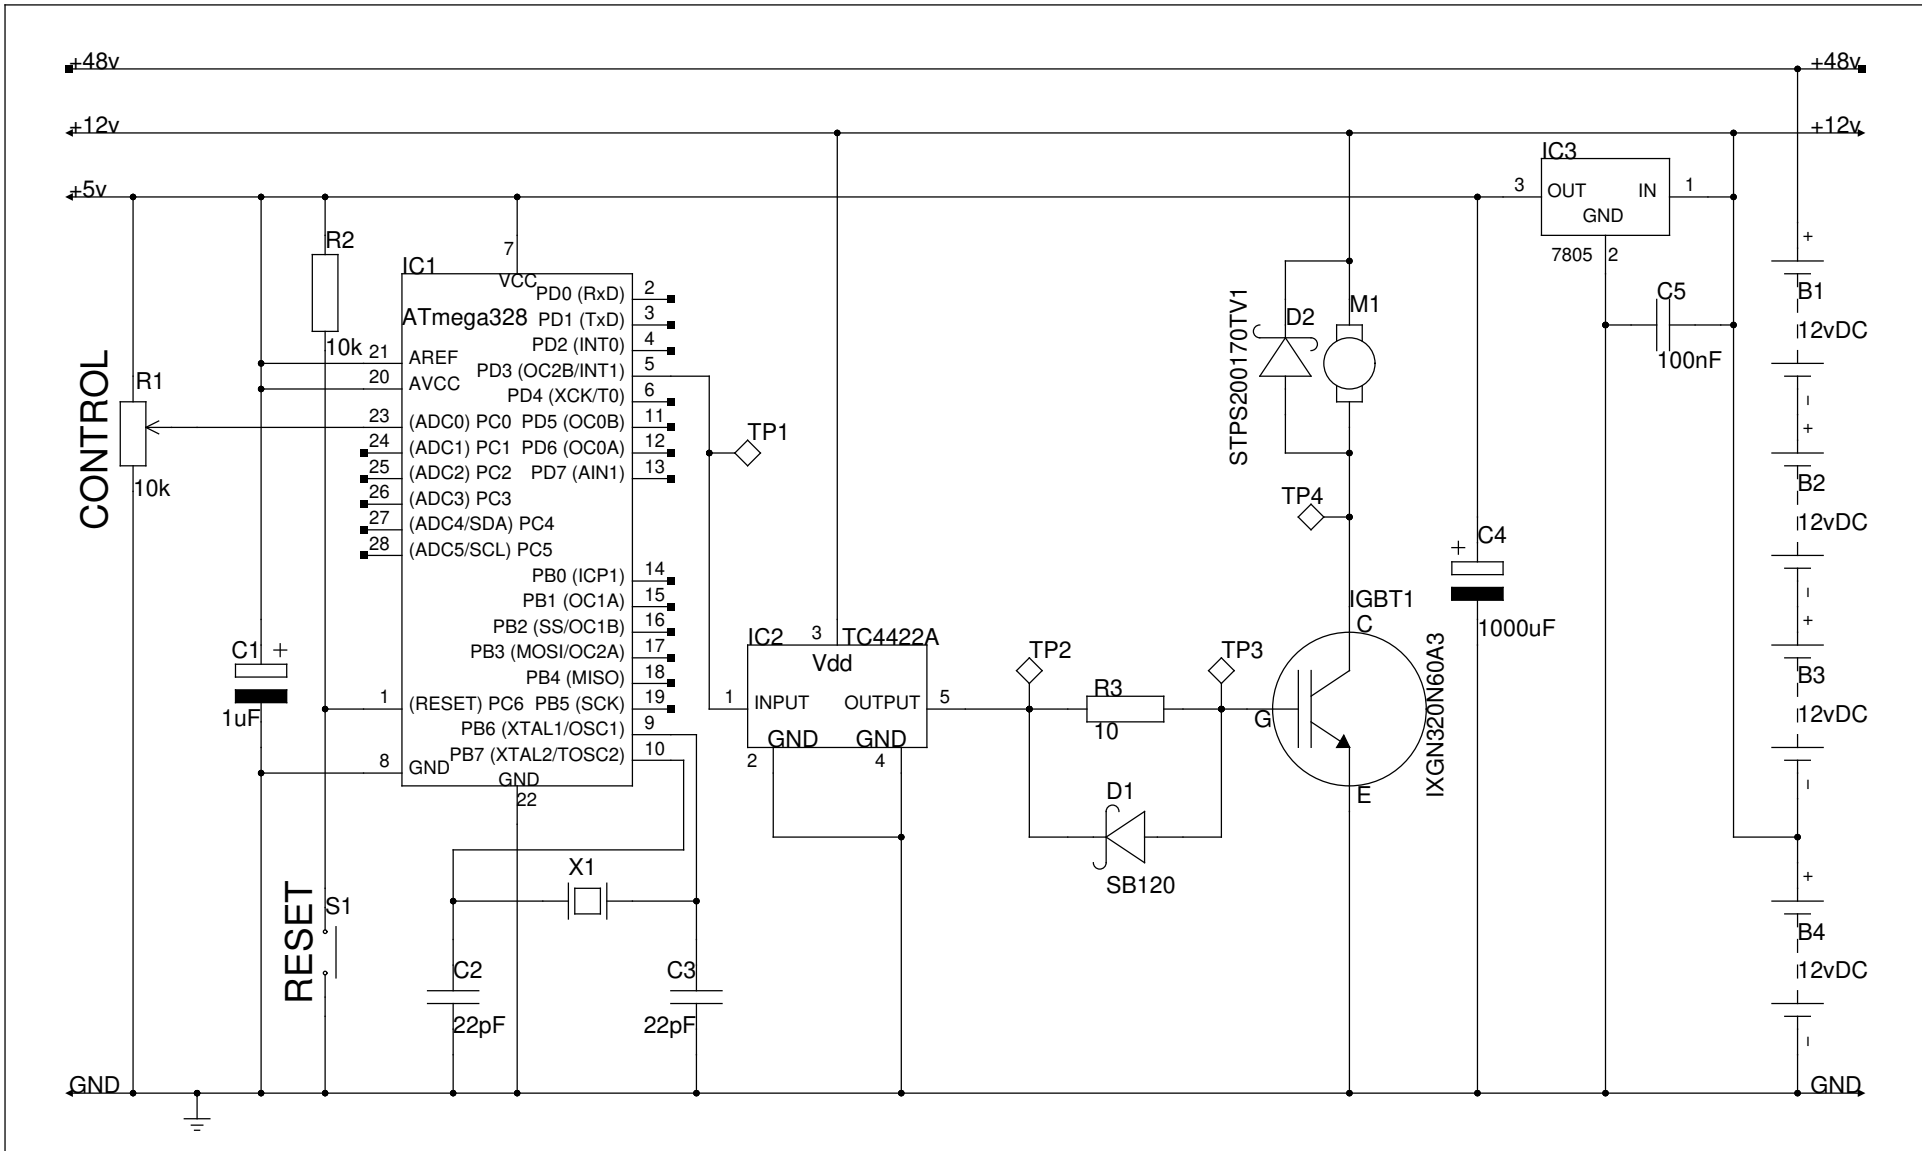 +48v
+48v
+12v
+12v
+5v
IC3
3
OUT
IN
1
GND
7805
2
R2
10k
IC1
7
VCC
ATmega328
PD0 (RxD)
2
PD1 (TxD)
3
PD2 (INT0)
4
PD3 (OC2B/INT1)
5
PD4 (XCK/T0)
6
PD5 (OC0B)
11
PD6 (OC0A)
12
PD7 (AIN1)
13
21
AREF
20
AVCC
23
(ADC0) PC0
24
(ADC1) PC1
25
(ADC2) PC2
26
(ADC3) PC3
27
(ADC4/SDA) PC4
28
(ADC5/SCL) PC5
PB0 (ICP1)
14
PB1 (OC1A)
15
PB2 (SS/OC1B)
16
PB3 (MOSI/OC2A)
17
PB4 (MISO)
18
1
(RESET) PC6
PB5 (SCK)
19
PB6 (XTAL1/OSC1)
9
PB7 (XTAL2/TOSC2)
10
8
GND
GND
22
CONTROL
R1
10k
C1
+
1uF
RESET
S1
X1
C2
22pF
C3
22pF
TP1
IC2
3
TC4422A
Vdd
1
INPUT
OUTPUT
5
GND
GND
2
4
TP2
R3
10
TP3
D1
SB120
STPS200170TV1
D2
M1
TP4
IGBT1
C
G
E
IXGN320N60A3
C4
+
1000uF
C5
100nF
+
B1
12vDC
-
+
B2
12vDC
-
+
B3
12vDC
-
+
B4
12vDC
-
GND
GND